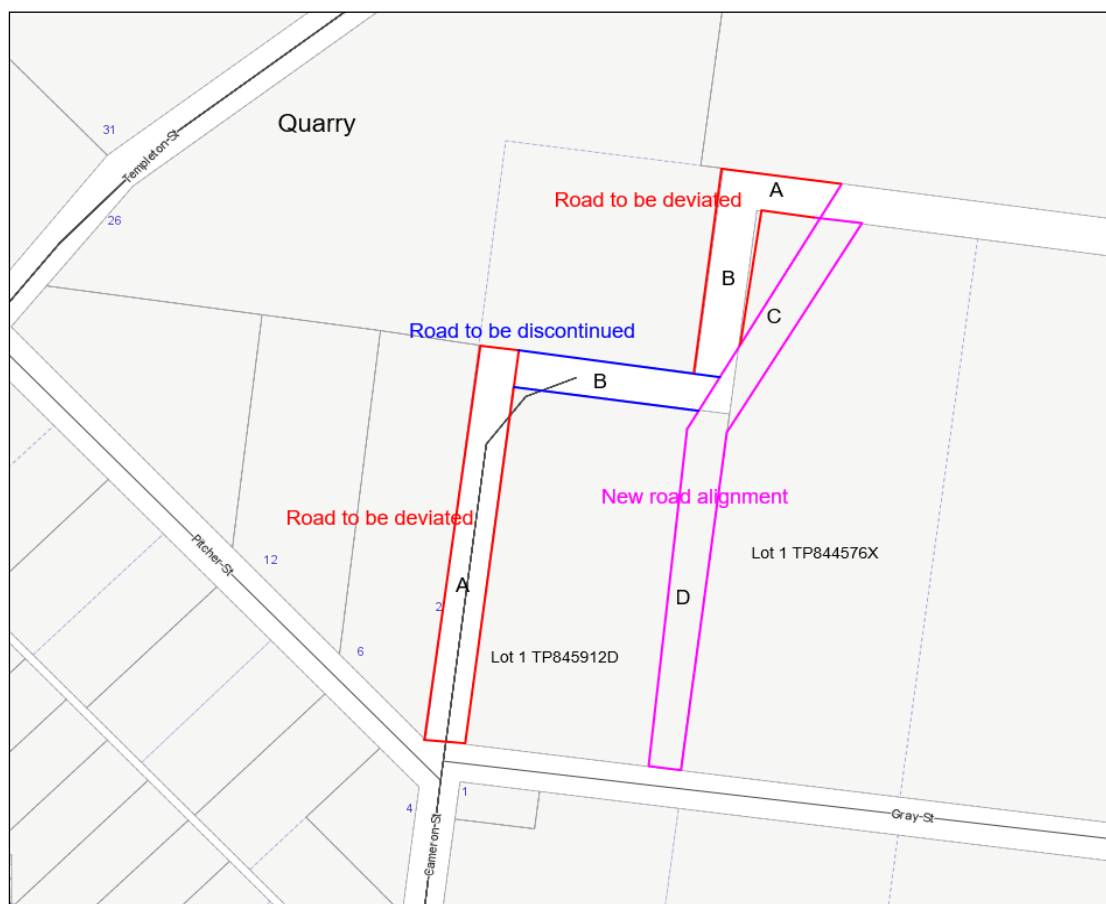 Quarry
31
Templeton-St
A
Road to be deviated
26
B
C
Road to be discontinued
B
New road alignment
Road to be deviated
Pitcher-St
Lot 1 TP844576X
12
A
D
2
6
Lot 1 TP845912D
1
4
Gray-St
Cameron-St